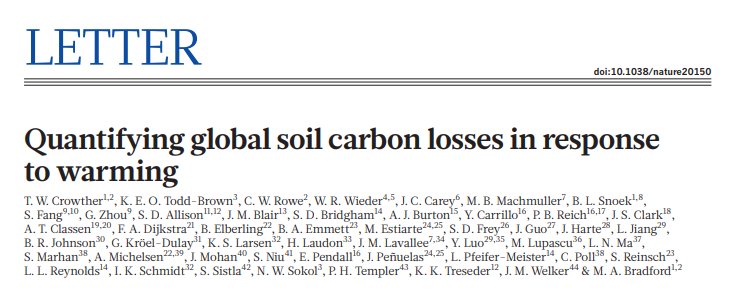 LETTER
doi:10.1038/nature20150
Quantifying global soil carbon losses in response
to warming
T. W. Crowther1,2, K. E. O. Todd-Brown3, C. W. Rowe2, W. R. Wieder4,5, J. C. Carey6, M. B. Machmuller7, B. L. Snoek1,8,
S. Fang9,10, G. Zhou9, S. D. Allison11,12, J. M. Blair13, S. D. Bridgham14, A. J. Burton15, Y. Carrillo16, P. B. Reich16,17, J. S. Clark18,
A. T. Classen19,20, F. A. Dijkstra21, B. Elberling22, B. A. Emmett23, M. Estiarte24,25, S. D. Frey26, J. Guo27, J. Harte28, L. Jiang29,
B. R. Johnson30, G. Kröel-Dulay31, K. S. Larsen32, H. Laudon33, J. M. Lavallee7,34, Y. Luo29,35, M. Lupascu36, L. N. Ma37,
S. Marhan38, A. Michelsen22,39, J. Mohan40, S. Niu41, E. Pendall16, J. Peñuelas24,25, L. Pfeifer-Meister14, C. Poll38, S. Reinsch23,
L. L. Reynolds14, I. K. Schmidt32, S. Sistla42, N. W. Sokol3, P. H. Templer43, K. K. Treseder12, J. M. Welker44 & M. A. Bradford1,2